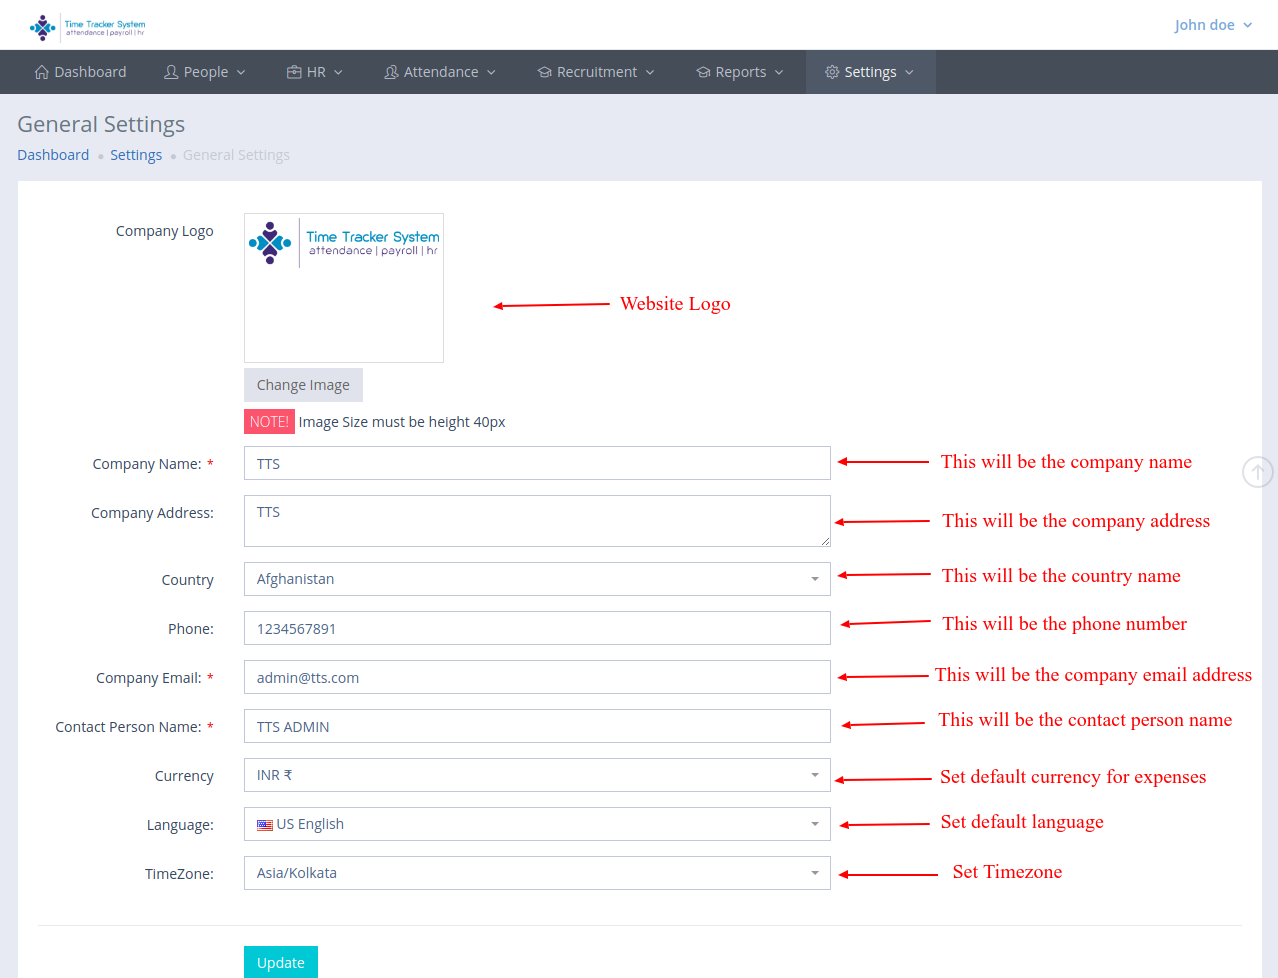 Time Tracker System
attendance | payroll | hr
John doe
Dashboard People HR Attendance Recruitment Reports Settings
General Settings
Dashboard Settings General Settings
Company Logo
Time Tracker System
attendance | payroll | hr
Website Logo
Change Image
NOTE! Image Size must be height 40px
Company Name: * TTS This will be the company name
Company Address: TTS This will be the company address
Country Afghanistan This will be the country name
Phone: 1234567891 This will be the phone number
Company Email: * admin@tts.com This will be the company email address
Contact Person Name: * TTS ADMIN This will be the contact person name
Currency INR ₹ Set default currency for expenses
Language: US English Set default language
TimeZone: Asia/Kolkata Set Timezone
Update